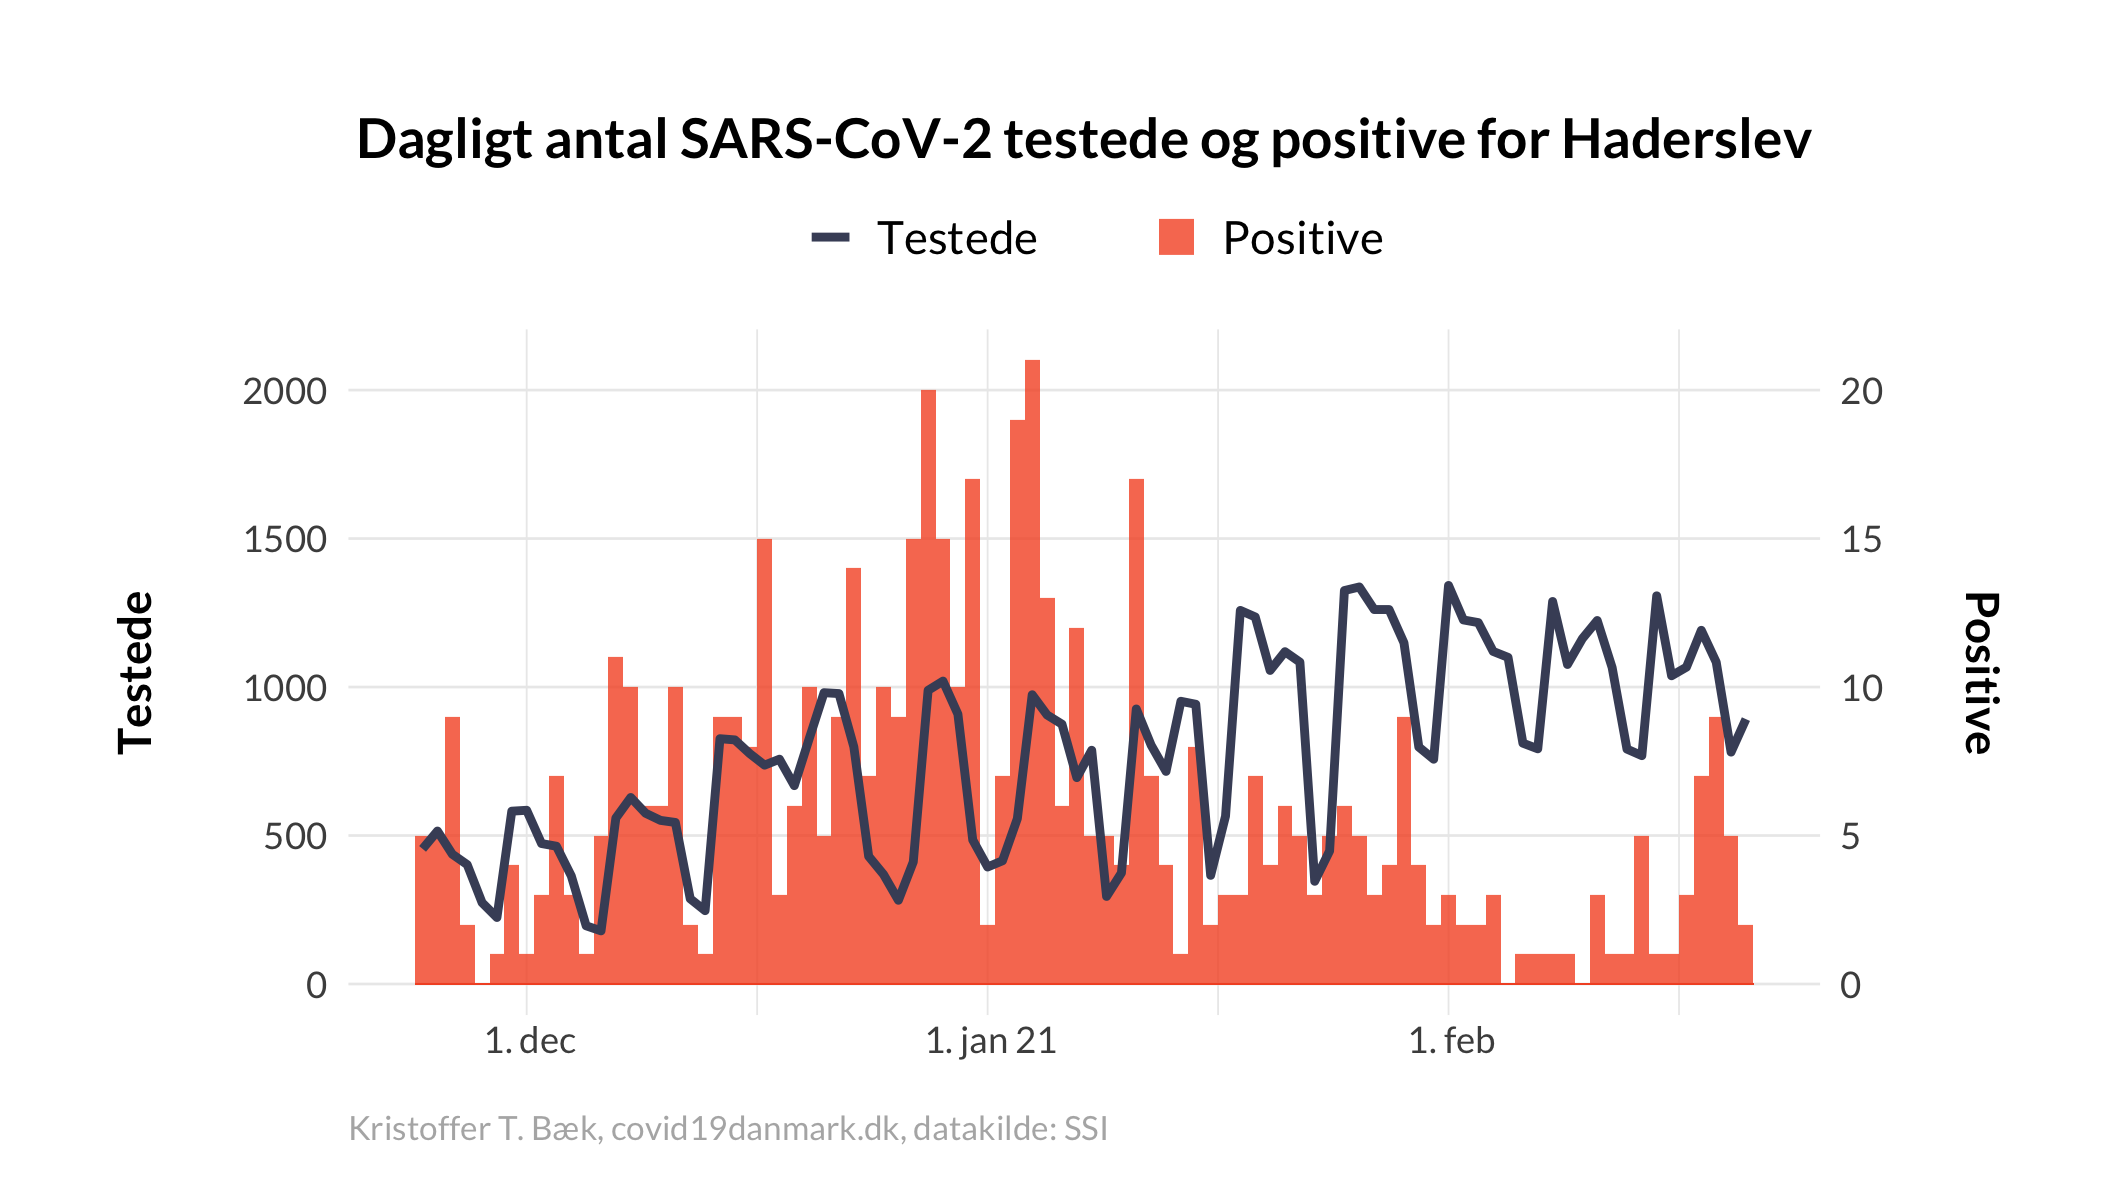 Dagligt antal SARS-CoV-2 testede og positive for Haderslev
Testede
Positive
2000
1500
1000
500
0
Testede
20
15
10
5
0
Positive
1. dec
1. jan 21
1. feb
Kristoffer T. Bæk, covid19danmark.dk, datakilde: SSI